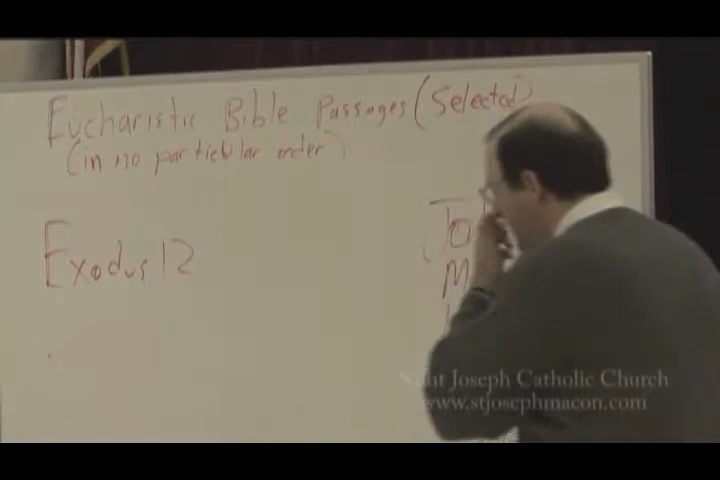 Eucharistic Bible Passages (Selected)
(in no particular order)
Exodus 12
Saint Joseph Catholic Church
www.stjosephmacon.com